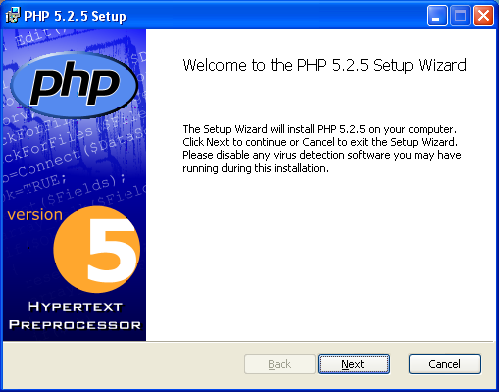 PHP 5.2.5 Setup
php
version
5
HYPERTEXT
PREPROCESSOR
Welcome to the PHP 5.2.5 Setup Wizard
The Setup Wizard will install PHP 5.2.5 on your computer.
Click Next to continue or Cancel to exit the Setup Wizard.
Please disable any virus detection software you may have
running during this installation.
Back
Next
Cancel